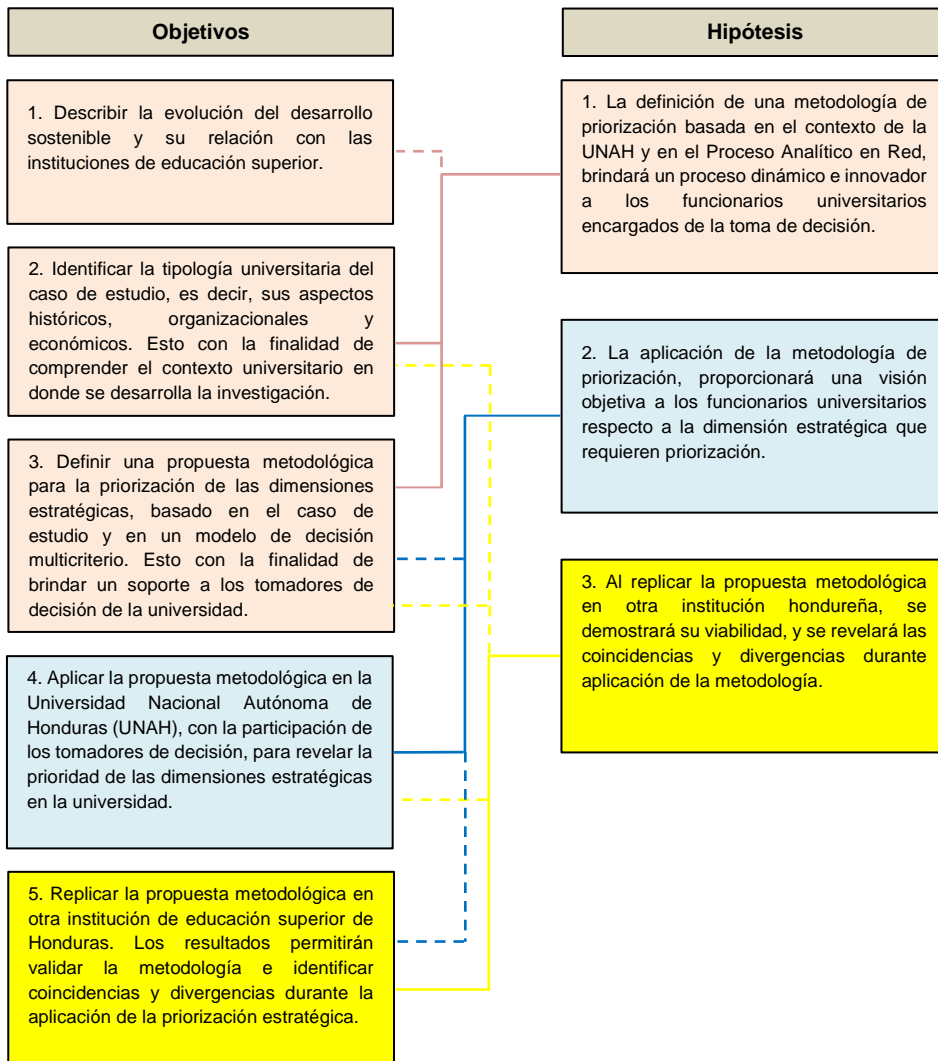 Objetivos
1. Describir la evolución del desarrollo
sostenible y su relación con las
instituciones de educación superior.
2. Identificar la tipología universitaria del
caso de estudio, es decir, sus aspectos
históricos, organizacionales y
económicos. Esto con la finalidad de
comprender el contexto universitario en
donde se desarrolla la investigación.
3. Definir una propuesta metodológica
para la priorización de las dimensiones
estratégicas, basado en el caso de
estudio y en un modelo de decisión
multicriterio. Esto con la finalidad de
brindar un soporte a los tomadores de
decisión de la universidad.
4. Aplicar la propuesta metodológica en la
Universidad Nacional Autónoma de
Honduras (UNAH), con la participación de
los tomadores de decisión, para revelar la
prioridad de las dimensiones estratégicas
en la universidad.
5. Replicar la propuesta metodológica en
otra institución de educación superior de
Honduras. Los resultados permitirán
validar la metodología e identificar
coincidencias y divergencias durante la
aplicación de la priorización estratégica.
Hipótesis
1. La definición de una metodología de
priorización basada en el contexto de la
UNAH y en el Proceso Analítico en Red,
brindará un proceso dinámico e innovador
a los funcionarios universitarios
encargados de la toma de decisión.
2. La aplicación de la metodología de
priorización, proporcionará una visión
objetiva a los funcionarios universitarios
respecto a la dimensión estratégica que
requieren priorización.
3. Al replicar la propuesta metodológica
en otra institución hondureña, se
demostrará su viabilidad, y se revelará las
coincidencias y divergencias durante
aplicación de la metodología.